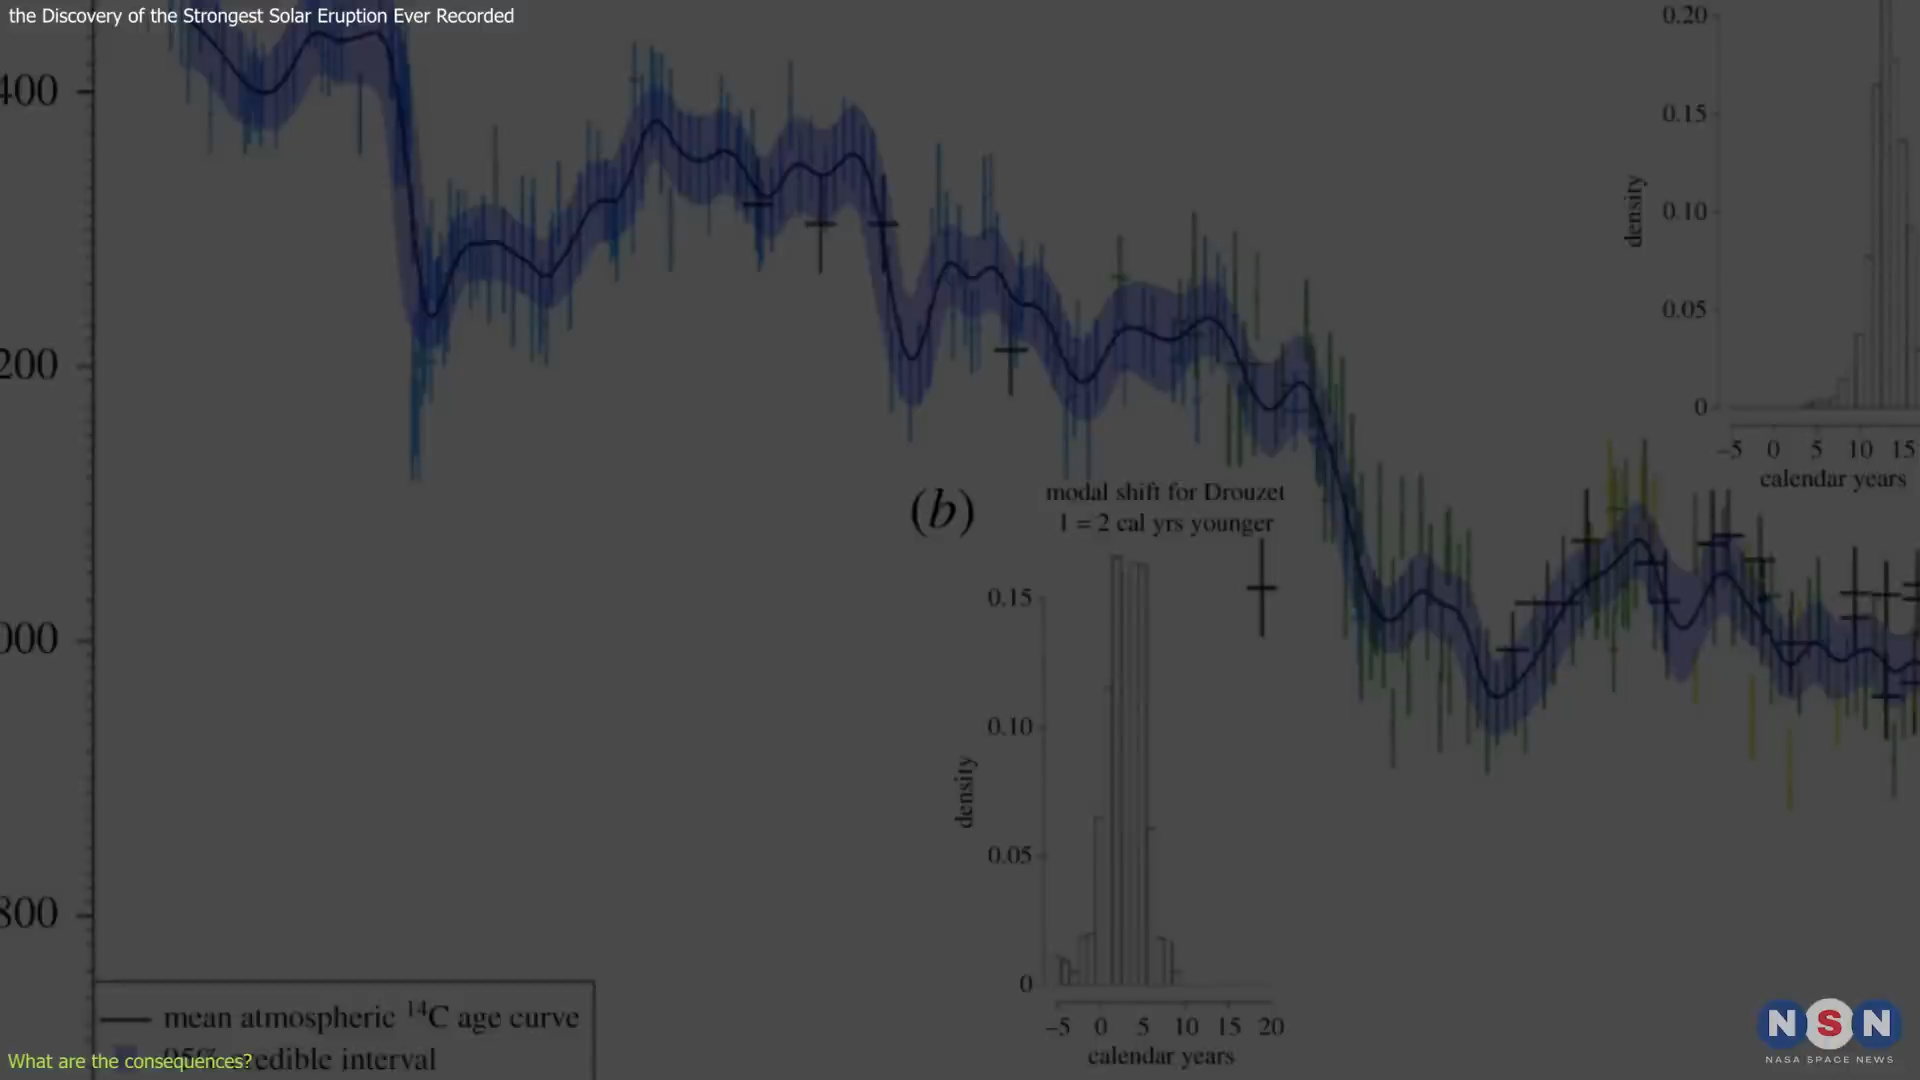 the Discovery of the Strongest Solar Eruption Ever Recorded
400
200
000
800
0.20
0.15
0.10
0.05
0
density
-5 0 5 10 15
calendar years
(b)
modal shift for Drouzet
1 = 2 cal yrs younger
0.15
0.10
0.05
0
density
-5 0 5 10 15 20
calendar years
mean atmospheric ¹⁴C age curve
95% credible interval
What are the consequences?
NSN
NASA SPACE NEWS